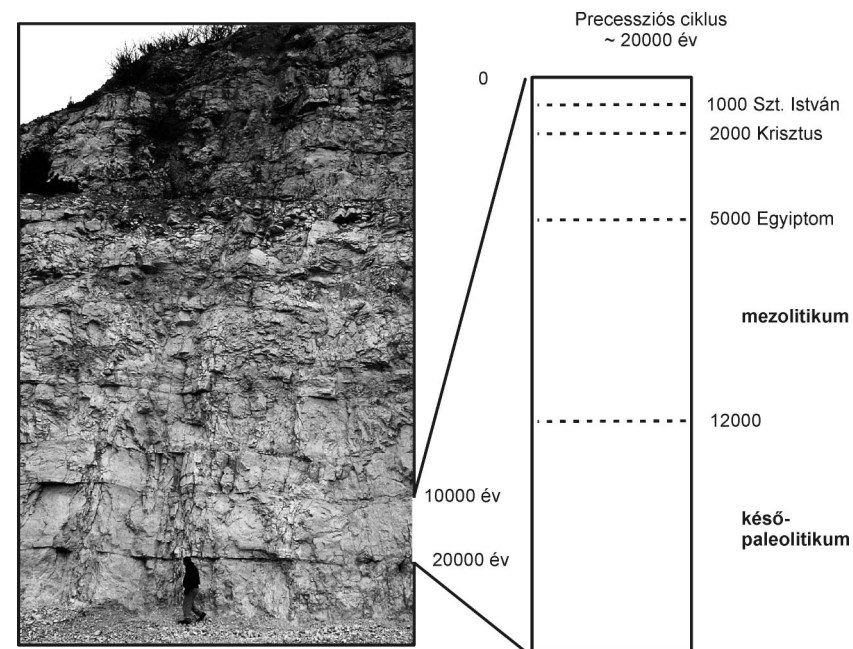 Precessziós ciklus
~ 20000 év
0
1000 Szt. István
2000 Krisztus
5000 Egyiptom
mezolitikum
12000
10000 év
késő-
paleolitikum
20000 év